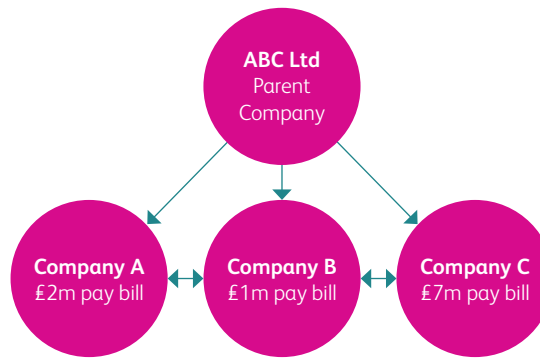 ABC Ltd
Parent
Company
Company A
£2m pay bill
Company B
£1m pay bill
Company C
£7m pay bill